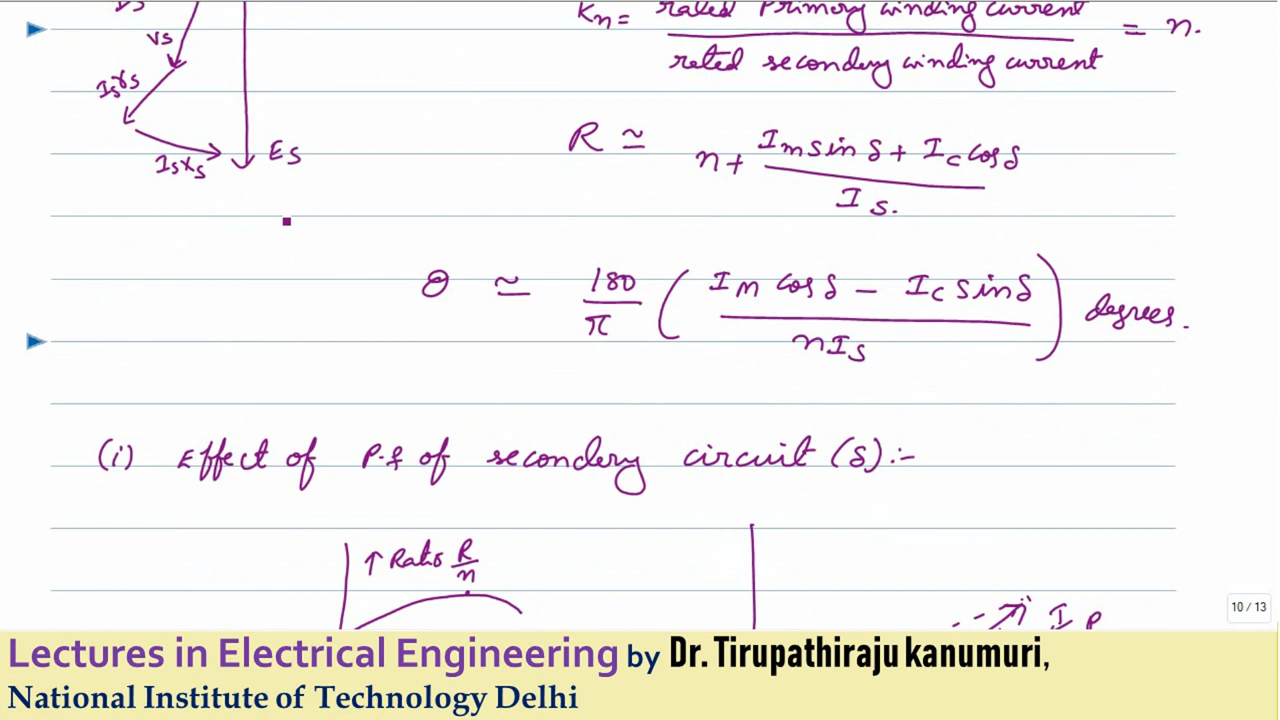 Kn = rated primary winding current / rated secondery winding current = n.
Vs
Isrs
Isxs
Es
R ≃ n + (Im sin δ + Ic cos δ) / Is.
θ ≃ 180/π ( (Im cos δ − Ic sin δ) / nIs ) degrees.
(i) Effect of P.f of secondery circuit (δ) :-
↑ Ratio R/n
10 / 13
Lectures in Electrical Engineering by Dr. Tirupathiraju kanumuri,
National Institute of Technology Delhi